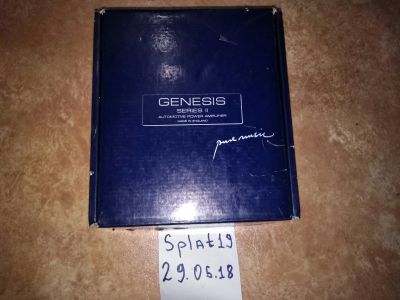 GENESIS
SERIES II
AUTOMOTIVE POWER AMPLIFIER
MADE IN ENGLAND
pure music
Splat19
29.05.18